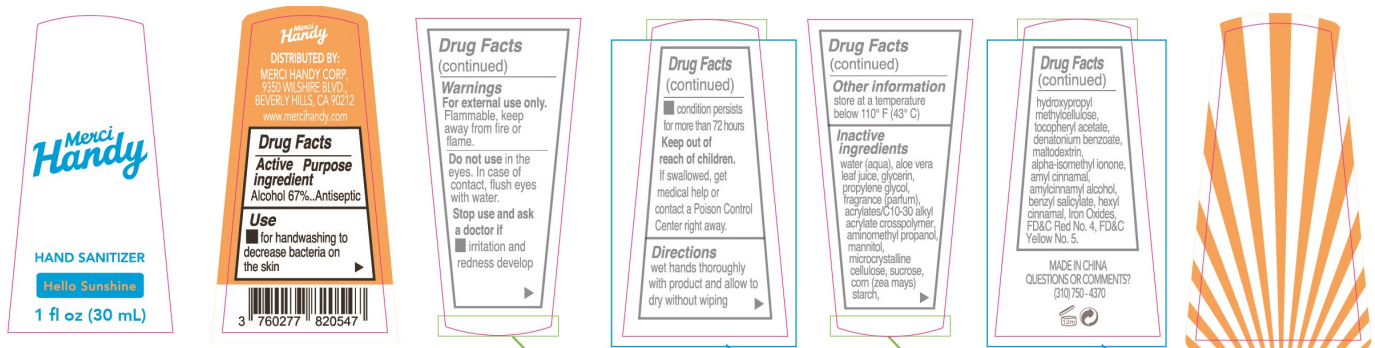 Merci
Handy
HAND SANITIZER
Hello Sunshine
1 fl oz (30 mL)
Merci
Handy
DISTRIBUTED BY:
MERCI HANDY CORP,
9350 WILSHIRE BLVD.,
BEVERLY HILLS, CA 90212
www.mercihandy.com
Drug Facts
Active Purpose
ingredient
Alcohol 67%..Antiseptic
Use
■ for handwashing to
decrease bacteria on
the skin ▶
3 760277 820547
Drug Facts
(continued)
Warnings
For external use only.
Flammable, keep
away from fire or
flame.
Do not use in the
eyes. In case of
contact, flush eyes
with water.
Stop use and ask
a doctor if
■ irritation and
redness develop
▶
Drug Facts
(continued)
■ condition persists
for more than 72 hours
Keep out of
reach of children.
If swallowed, get
medical help or
contact a Poison Control
Center right away.
Directions
wet hands thoroughly
with product and allow to
dry without wiping ▶
Drug Facts
(continued)
Other information
store at a temperature
below 110° F (43° C)
Inactive
ingredients
water (aqua), aloe vera
leaf juice, glycerin,
propylene glycol,
fragrance (parfum),
acrylates/C10-30 alkyl
acrylate crosspolymer,
aminomethyl propanol,
mannitol,
microcrystalline
cellulose, sucrose,
corn (zea mays)
starch, ▶
Drug Facts
(continued)
hydroxypropyl
methylcellulose,
tocopheryl acetate,
denatonium benzoate,
maltodextrin,
alpha-isomethyl ionone,
amyl cinnamal,
amylcinnamyl alcohol,
benzyl salicylate, hexyl
cinnamal, Iron Oxides,
FD&C Red No. 4, FD&C
Yellow No. 5.
MADE IN CHINA
QUESTIONS OR COMMENTS?
(310) 750 - 4370
12m